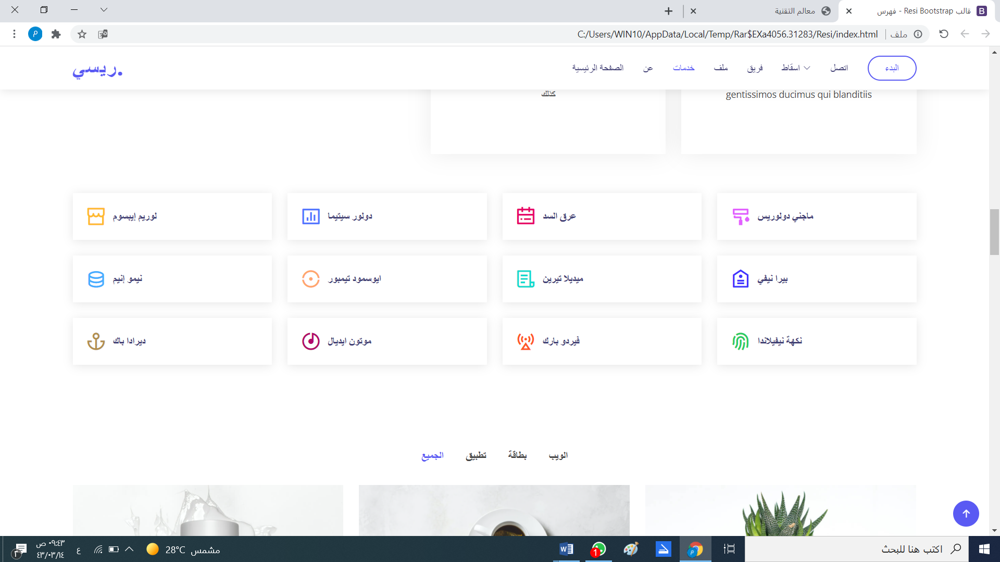 قالب Resi Bootstrap - فهرس
معالم التقنية
ملف
C:/Users/WIN10/AppData/Local/Temp/Rar$EXa4056.31283/Resi/index.html
ريسي.
الصفحة الرئيسية
عن
خدمات
ملف
فريق
اسقاط
اتصل
البدء
كذلك
gentissimos ducimus qui blanditiis
لوريم إيبسوم
دولور سيتيما
عرق السد
ماجني دولوريس
نيمو إنيم
ايوسمود تيمبور
ميديلا تيرين
بيرا نيفي
ديرادا باك
موتون ايديال
فيردو بارك
نكهة نيفيلاندا
الجميع
تطبيق
بطاقة
الويب
اكتب هنا للبحث
1
28°C مشمس
ع
٠٩:٤٣ ص
٤٣/٠٣/١٤
٣